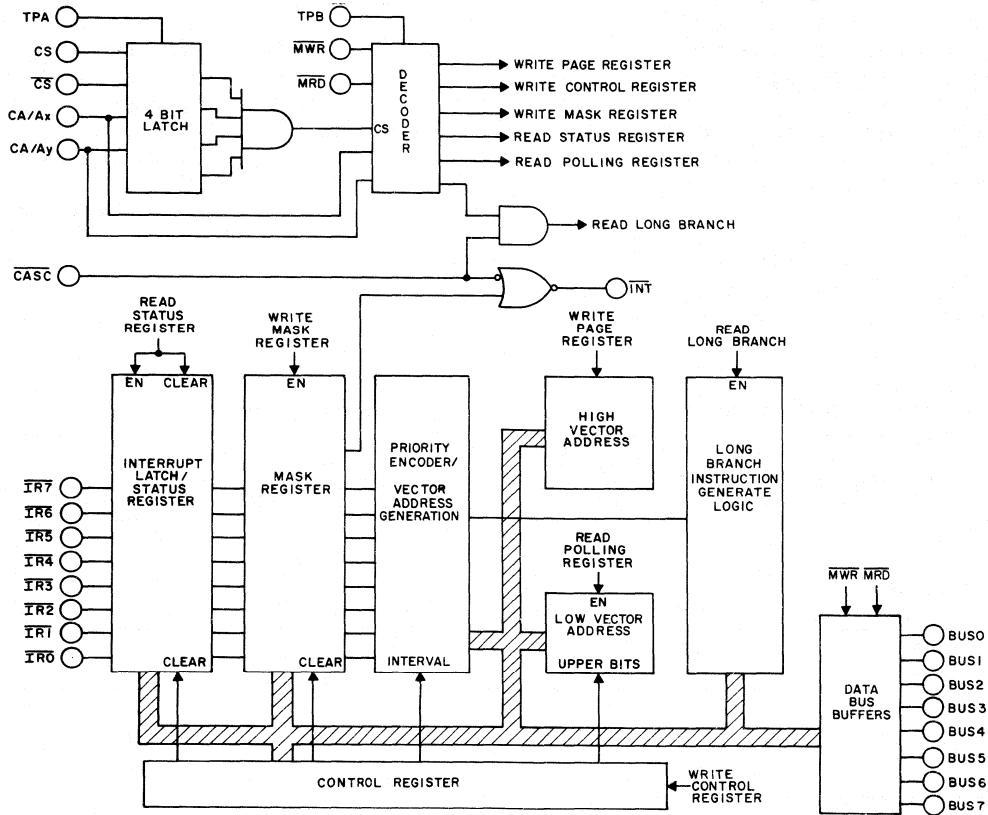 TPA
CS
CS
CA/Ax
CA/Ay
4 BIT
LATCH
TPB
MWR
MRD
DECODER
CS
WRITE PAGE REGISTER
WRITE CONTROL REGISTER
WRITE MASK REGISTER
READ STATUS REGISTER
READ POLLING REGISTER
READ LONG BRANCH
CASC
INT
READ
STATUS
REGISTER
WRITE
MASK
REGISTER
WRITE
PAGE
REGISTER
READ
LONG BRANCH
EN CLEAR
INTERRUPT
LATCH/
STATUS
REGISTER
CLEAR
EN
MASK
REGISTER
CLEAR
PRIORITY
ENCODER/
VECTOR
ADDRESS
GENERATION
INTERVAL
HIGH
VECTOR
ADDRESS
READ
POLLING
REGISTER
EN
LOW VECTOR
ADDRESS
UPPER BITS
EN
LONG
BRANCH
INSTRUCTION
GENERATE
LOGIC
IR7
IR6
IR5
IR4
IR3
IR2
IR1
IR0
MWR MRD
DATA
BUS
BUFFERS
BUS0
BUS1
BUS2
BUS3
BUS4
BUS5
BUS6
BUS7
CONTROL REGISTER
WRITE
CONTROL
REGISTER